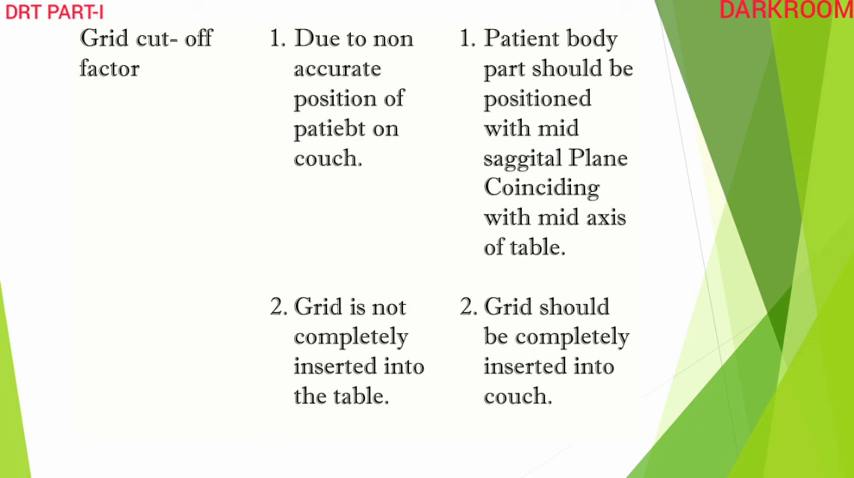 DRT PART-I
DARKROOM
Grid cut- off
factor
1. Due to non
accurate
position of
patiebt on
couch.
1. Patient body
part should be
positioned
with mid
saggital Plane
Coinciding
with mid axis
of table.
2. Grid is not
completely
inserted into
the table.
2. Grid should
be completely
inserted into
couch.